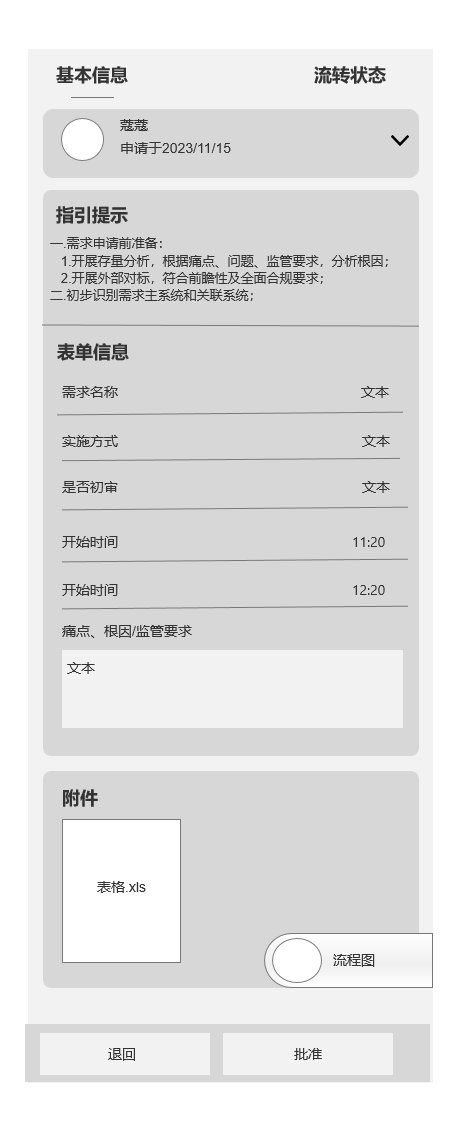 基本信息 流转状态
蔻蔻
申请于2023/11/15
指引提示
一.需求申请前准备：
1.开展存量分析，根据痛点、问题、监管要求，分析根因；
2.开展外部对标，符合前瞻性及全面合规要求；
二.初步识别需求主系统和关联系统；
表单信息
需求名称 文本
实施方式 文本
是否初审 文本
开始时间 11:20
开始时间 12:20
痛点、根因/监管要求
文本
附件
表格.xls
流程图
退回 批准